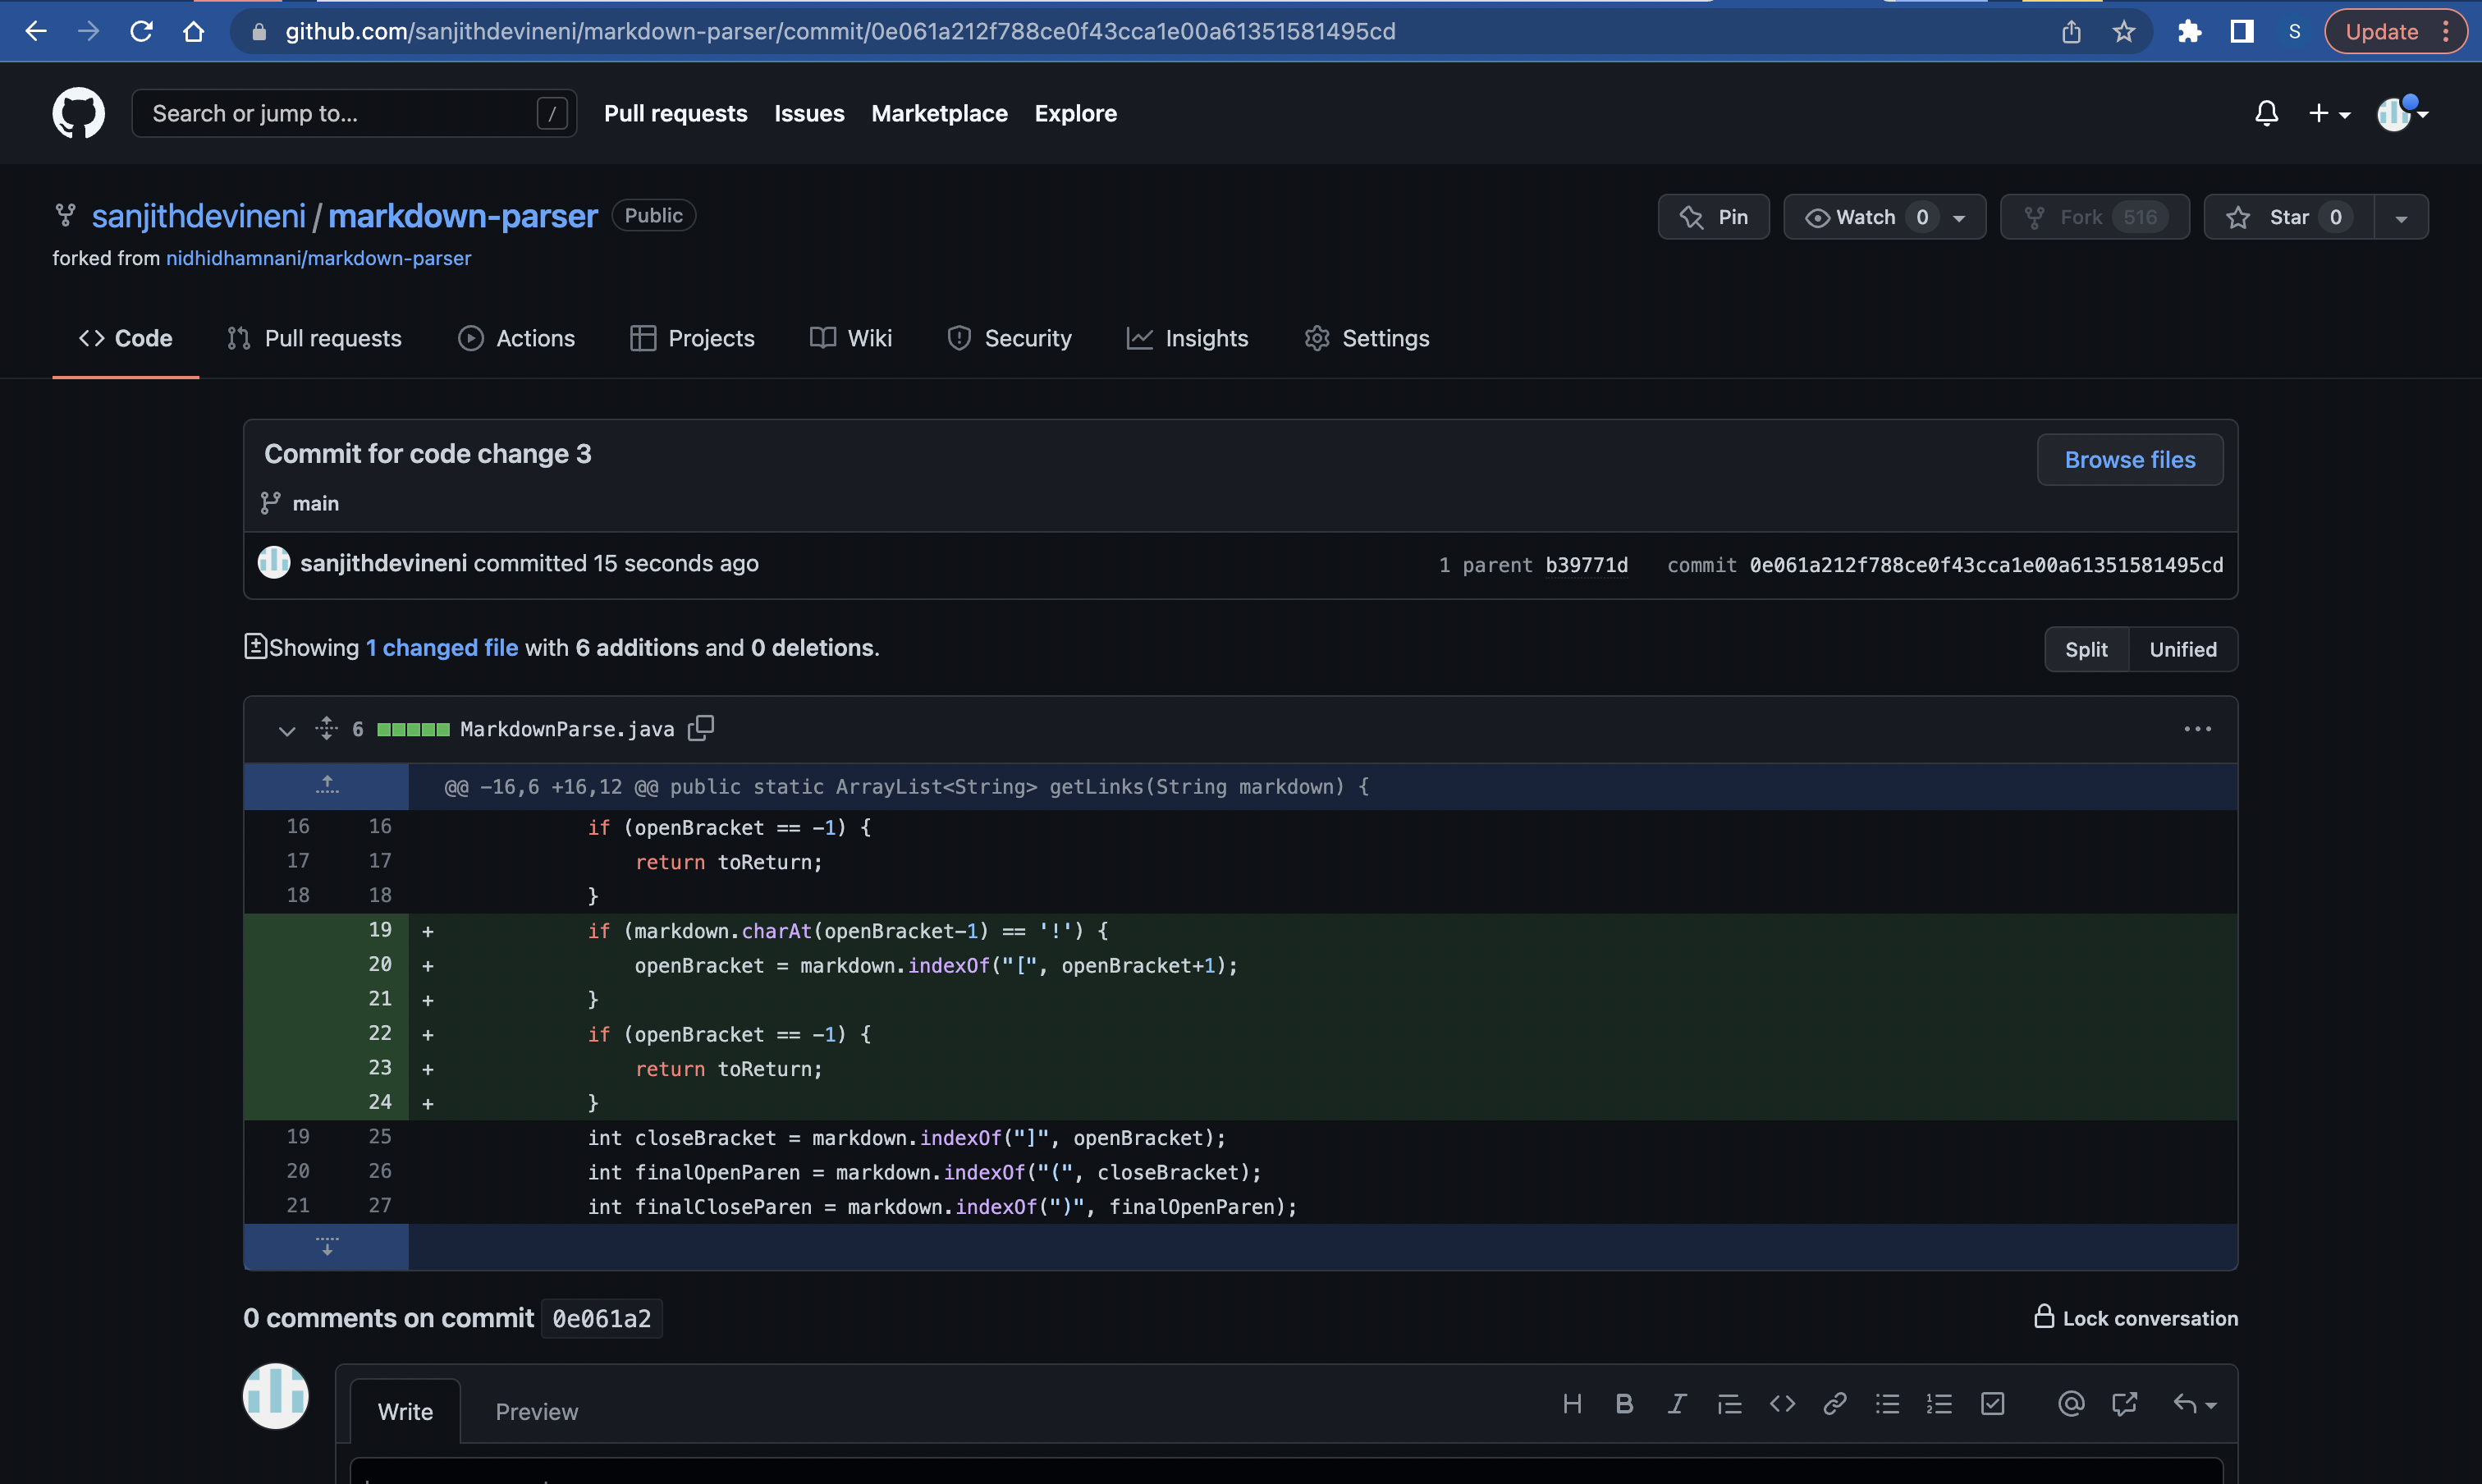 github.com/sanjithdevineni/markdown-parser/commit/0e061a212f788ce0f43cca1e00a61351581495cd
S
Update
Search or jump to...
/
Pull requests
Issues
Marketplace
Explore
sanjithdevineni / markdown-parser
Public
Pin
Watch 0
Fork 516
Star 0
forked from nidhidhamnani/markdown-parser
Code
Pull requests
Actions
Projects
Wiki
Security
Insights
Settings
Commit for code change 3
Browse files
main
sanjithdevineni committed 15 seconds ago
1 parent b39771d commit 0e061a212f788ce0f43cca1e00a61351581495cd
Showing 1 changed file with 6 additions and 0 deletions.
Split
Unified
6 MarkdownParse.java
@@ -16,6 +16,12 @@ public static ArrayList<String> getLinks(String markdown) {
16 16 if (openBracket == -1) {
17 17 return toReturn;
18 18 }
19 + if (markdown.charAt(openBracket-1) == '!') {
20 + openBracket = markdown.indexOf("[", openBracket+1);
21 + }
22 + if (openBracket == -1) {
23 + return toReturn;
24 + }
19 25 int closeBracket = markdown.indexOf("]", openBracket);
20 26 int finalOpenParen = markdown.indexOf("(", closeBracket);
21 27 int finalCloseParen = markdown.indexOf(")", finalOpenParen);
0 comments on commit 0e061a2
Lock conversation
Write
Preview